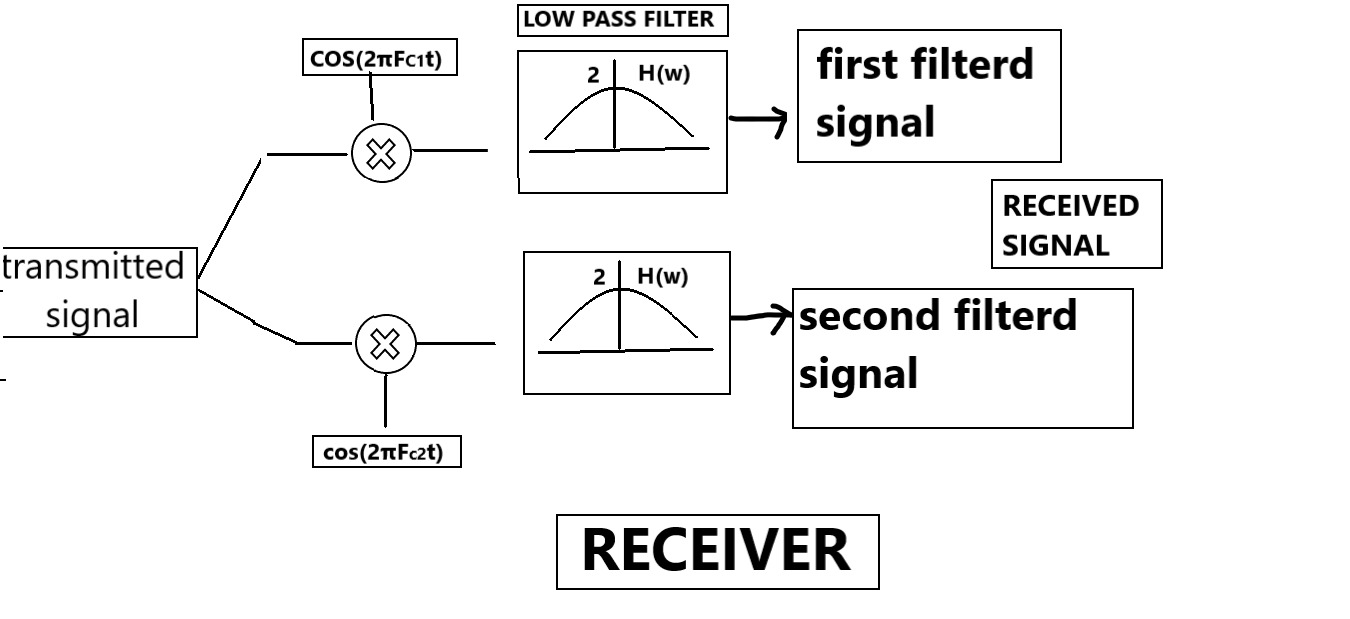 LOW PASS FILTER
COS(2πFC1t)
2 H(w)
first filterd
signal
RECEIVED
SIGNAL
transmitted
signal
2 H(w)
second filterd
signal
cos(2πFc2t)
RECEIVER